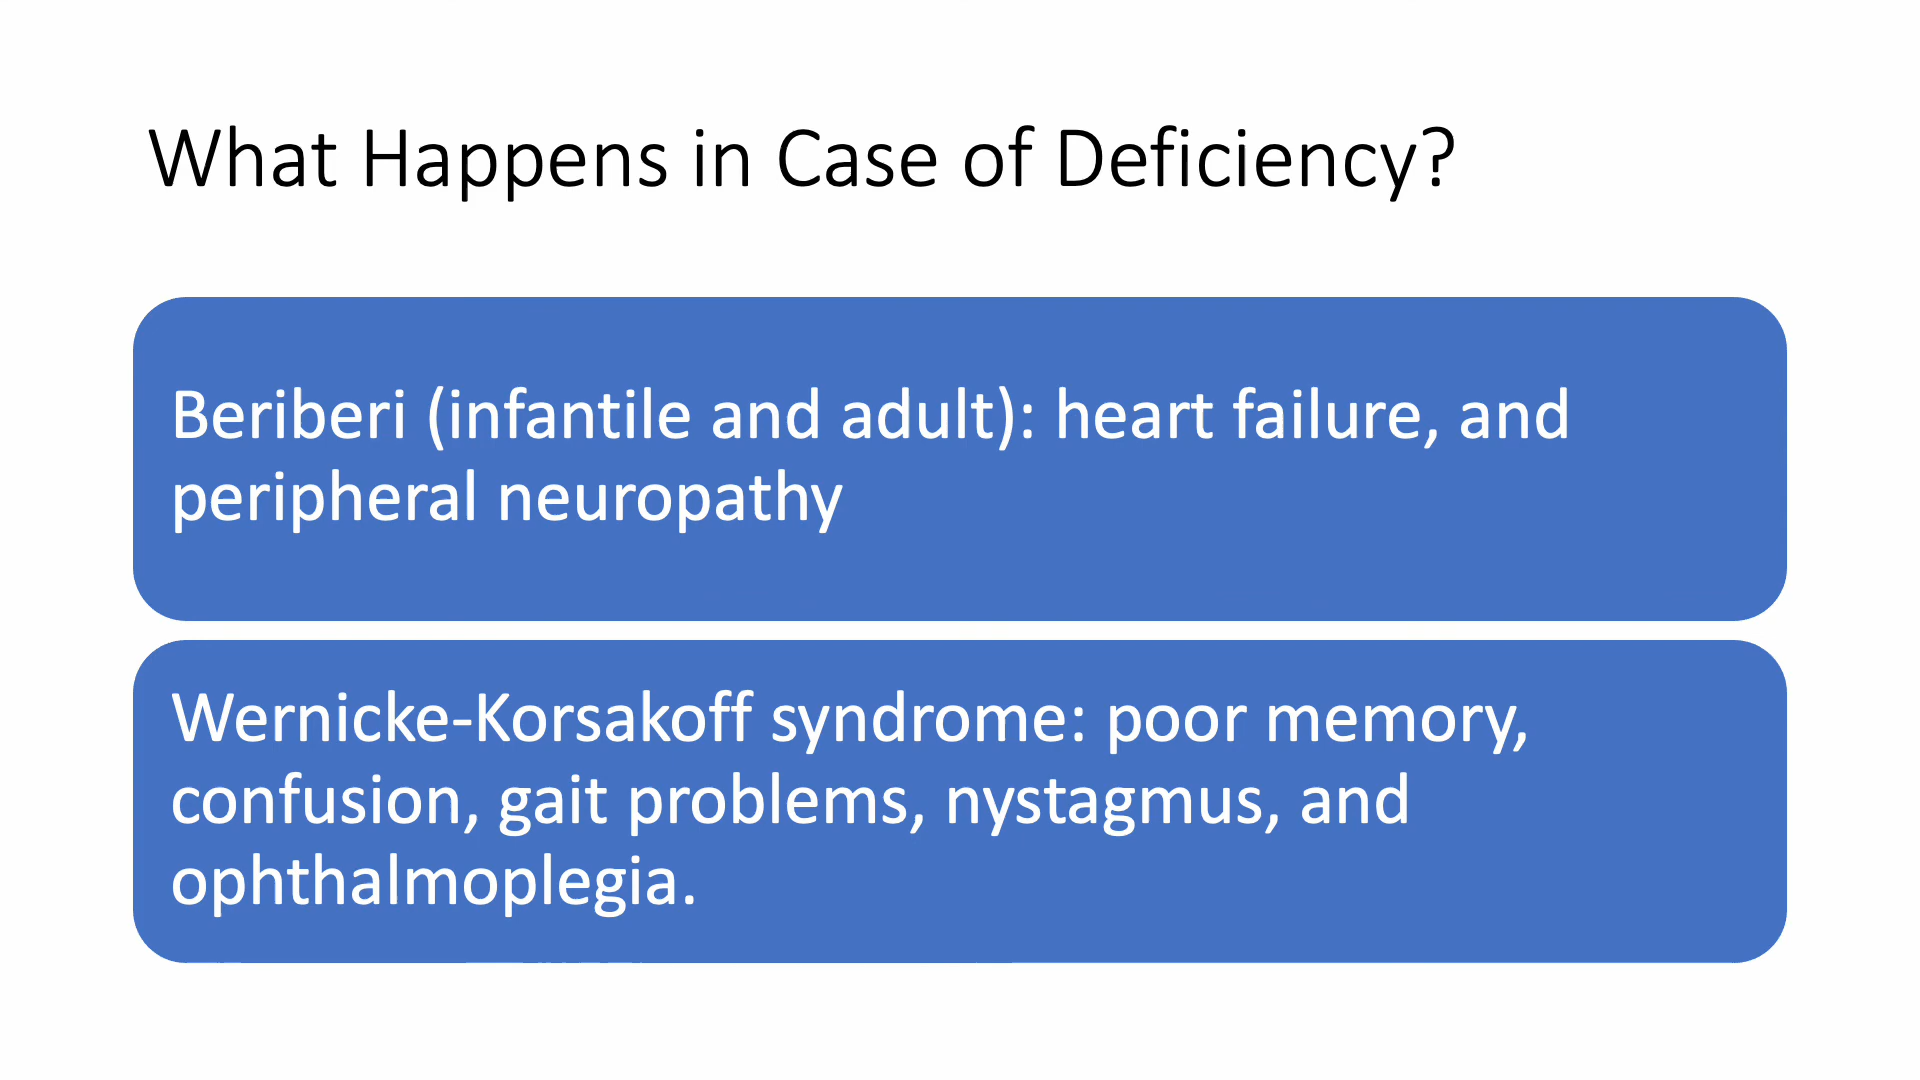 What Happens in Case of Deficiency?
Beriberi (infantile and adult): heart failure, and
peripheral neuropathy
Wernicke-Korsakoff syndrome: poor memory,
confusion, gait problems, nystagmus, and
ophthalmoplegia.